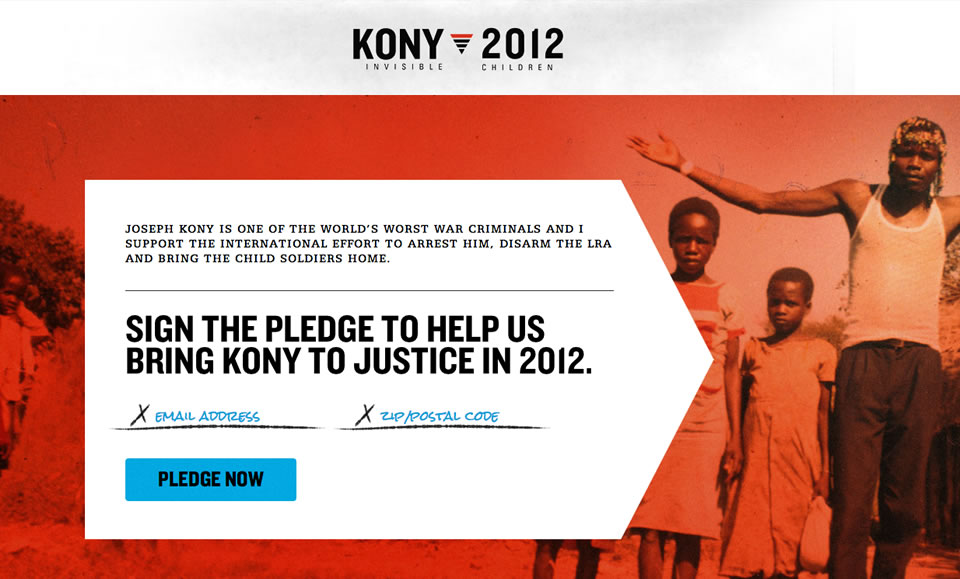 KONY 2012
INVISIBLE CHILDREN
JOSEPH KONY IS ONE OF THE WORLD'S WORST WAR CRIMINALS AND I
SUPPORT THE INTERNATIONAL EFFORT TO ARREST HIM, DISARM THE LRA
AND BRING THE CHILD SOLDIERS HOME.
SIGN THE PLEDGE TO HELP US
BRING KONY TO JUSTICE IN 2012.
X EMAIL ADDRESS X ZIP/POSTAL CODE
PLEDGE NOW